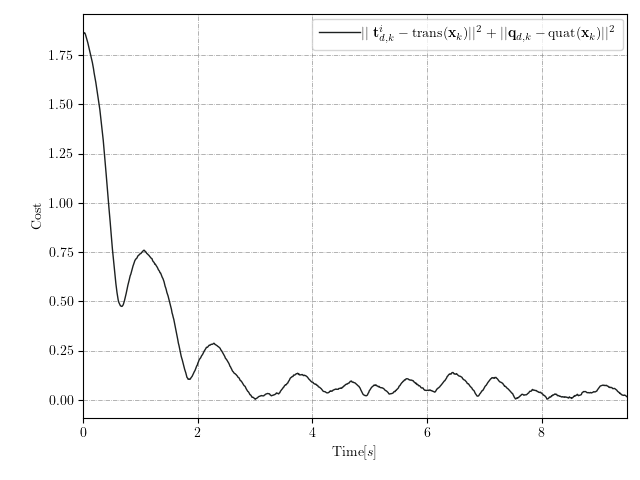 || t^i_{d,k} − trans(x_k)||^2 + ||q_{d,k} − quat(x_k)||^2
1.75
1.50
1.25
1.00
0.75
0.50
0.25
0.00
Cost
0 2 4 6 8
Time[s]